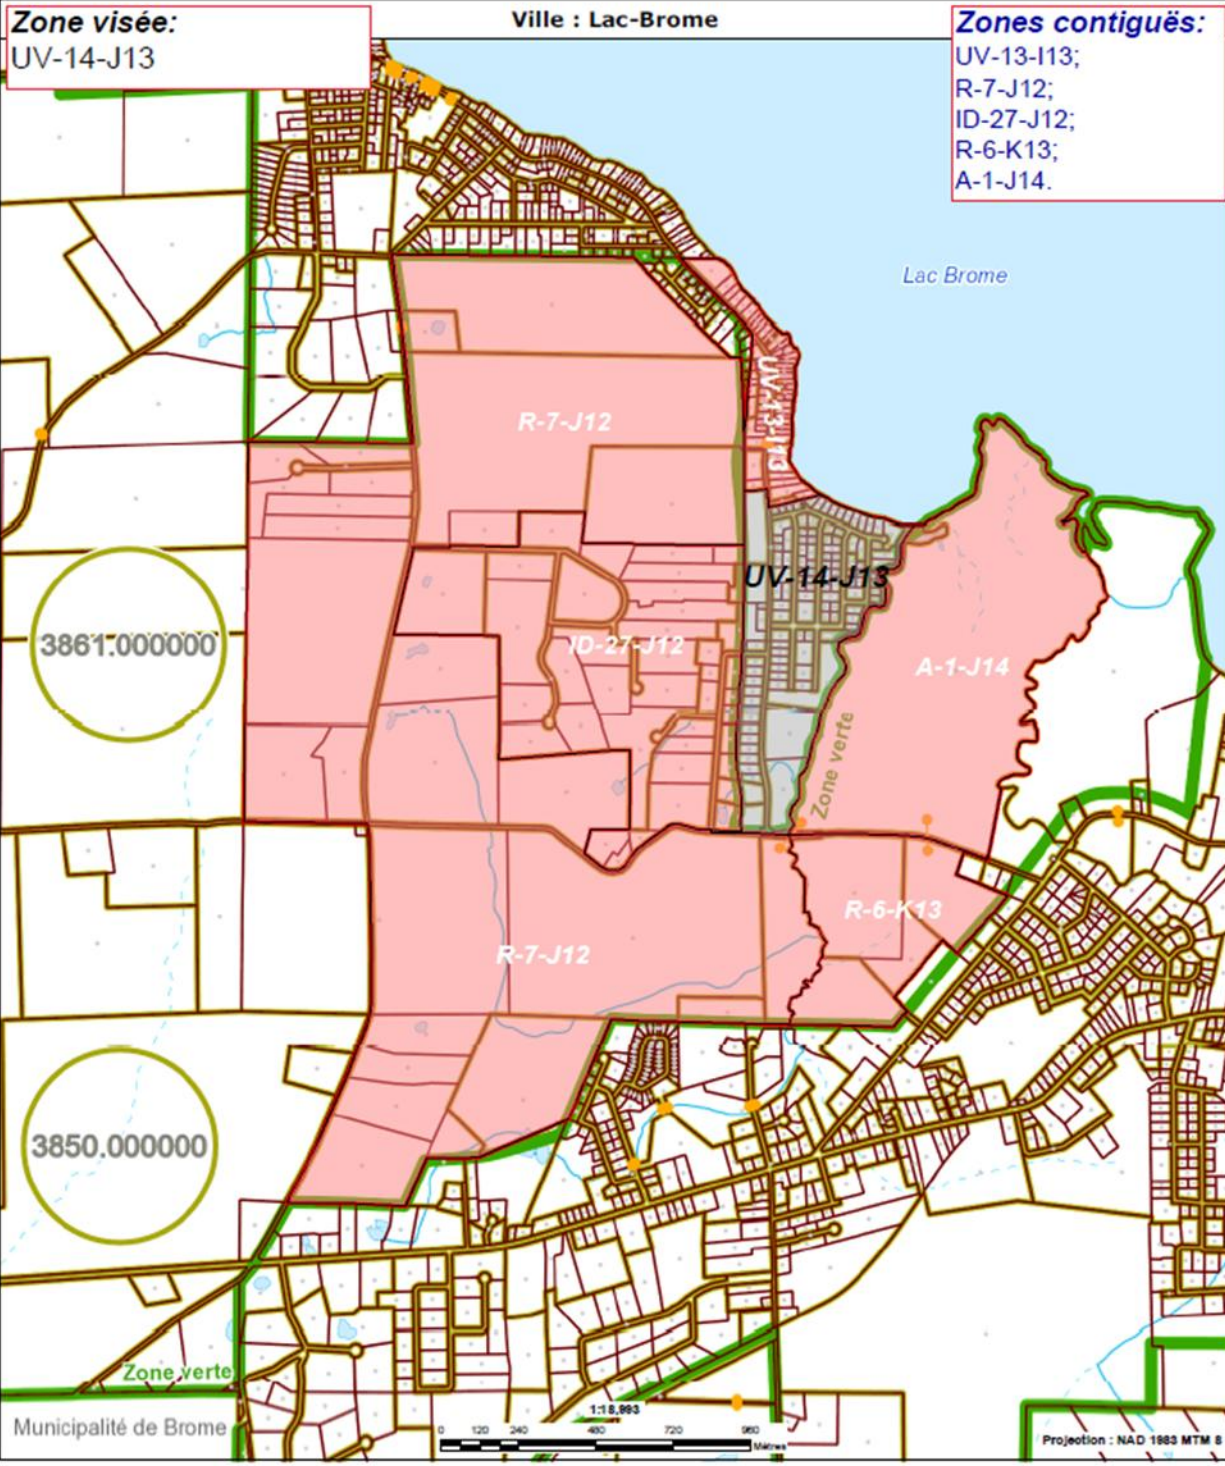 Zone visée:
UV-14-J13
Ville : Lac-Brome
Zones contiguës:
UV-13-I13;
R-7-J12;
ID-27-J12;
R-6-K13;
A-1-J14.
Lac Brome
UV-13-I13
R-7-J12
UV-14-J13
3861.000000
ID-27-J12
A-1-J14
Zone verte
R-6-K13
R-7-J12
3850.000000
Zone verte
Municipalité de Brome
1:18,993
0 120 240 480 720 960
Mètres
Projection : NAD 1983 MTM 8